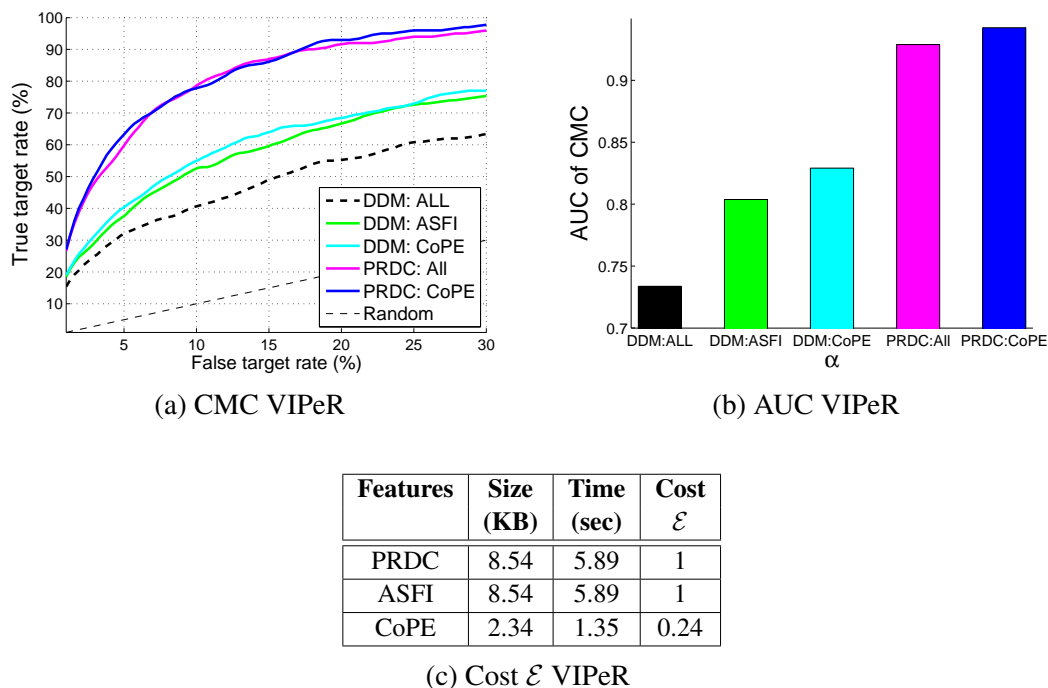 100
90
80
70
60
50
40
30
20
10
True target rate (%)
5 10 15 20 25 30
False target rate (%)
DDM: ALL
DDM: ASFI
DDM: CoPE
PRDC: All
PRDC: CoPE
Random
(a) CMC VIPeR
0.9
0.85
0.8
0.75
0.7
AUC of CMC
DDM:ALL DDM:ASFI DDM:CoPE PRDC:All PRDC:CoPE
α
(b) AUC VIPeR
Features Size Time Cost
(KB) (sec) ℰ
PRDC 8.54 5.89 1
ASFI 8.54 5.89 1
CoPE 2.34 1.35 0.24
(c) Cost ℰ VIPeR